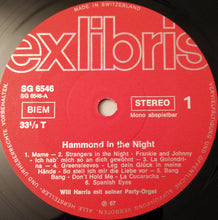 MADE IN SWITZERLAND
exlibris
SG 6546
SG 6546-A
BIEM
33⅓ T
STEREO 1
Mono abspielbar
Hammond in the Night
1. Mame - 2. Strangers in the Night - Frankie and Johnny
- Ich hab' mich so an dich gewöhnt - 3. La Golondri-
na - 4. Greensleeves - Leg dein Glück in meine
Hände - So stell ich mir die Liebe vor - 5. Bang
Bang - Don't Hold Me - La Cucaracha -
6. Spanish Eyes
Will Harris mit seiner Party-Orgel
℗ 67